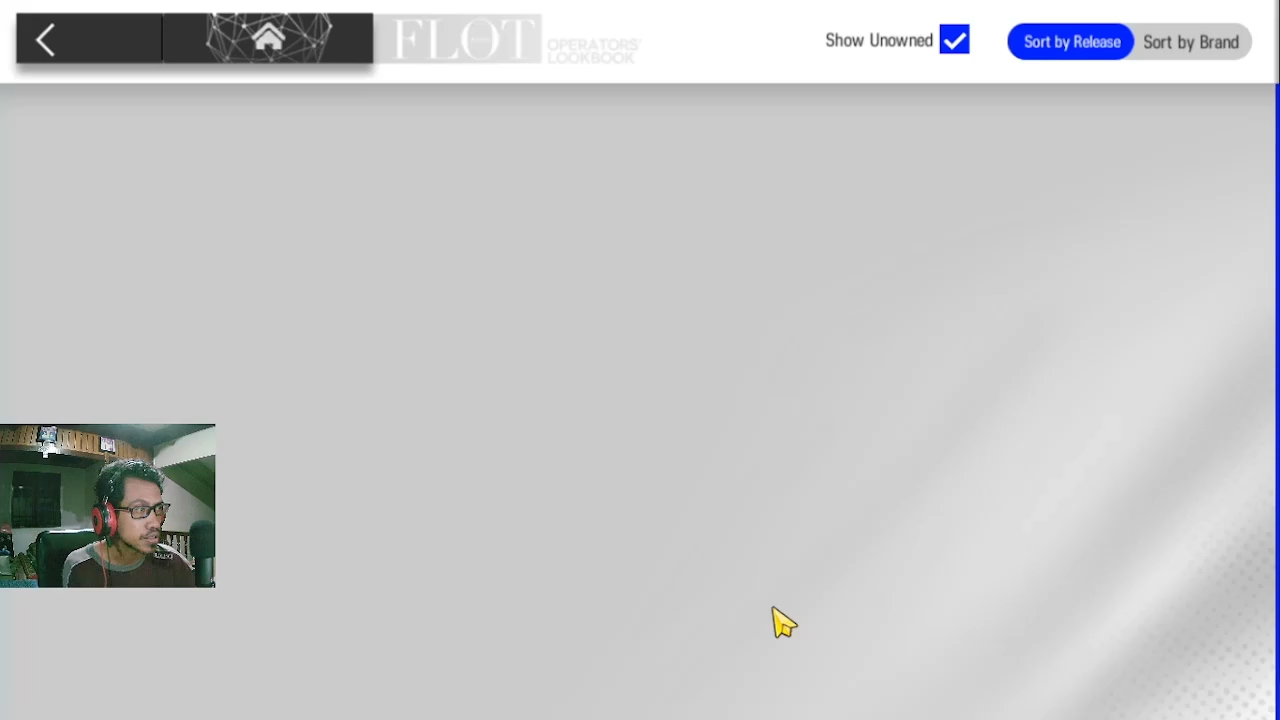 FLOT
OPERATORS'
LOOKBOOK
Show Unowned
Sort by Release
Sort by Brand